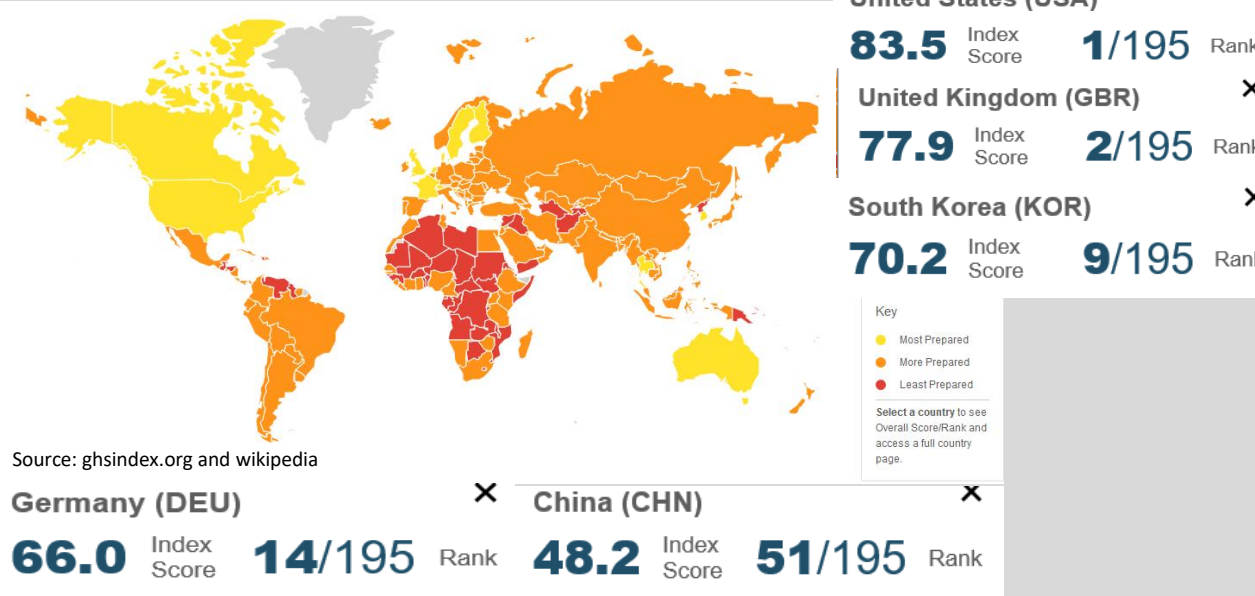 United States (USA)
83.5 Index Score 1/195 Rank
United Kingdom (GBR)
77.9 Index Score 2/195 Rank
South Korea (KOR)
70.2 Index Score 9/195 Rank
Key
Most Prepared
More Prepared
Least Prepared
Select a country to see
Overall Score/Rank and
access a full country
page.
Source: ghsindex.org and wikipedia
Germany (DEU)
66.0 Index Score 14/195 Rank
China (CHN)
48.2 Index Score 51/195 Rank